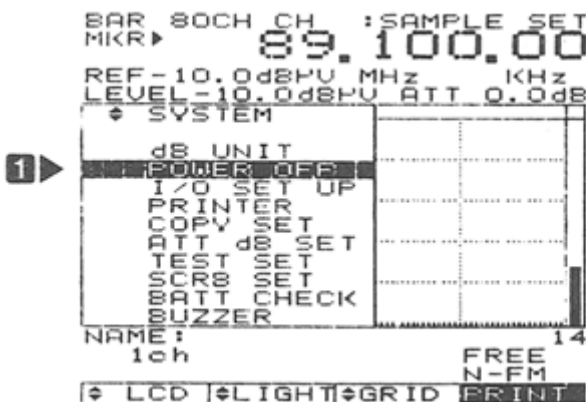 BAR 80CH CH :SAMPLE SET
MKR▶ 89.100.00
REF-10.0dBμV MHz KHz
LEVEL-10.0dBμV ATT 0.0dB
SYSTEM
dB UNIT
1 POWER OFF
I/O SET UP
PRINTER
COPY SET
ATT dB SET
TEST SET
SCR8 SET
BATT CHECK
BUZZER
NAME: 14
1ch FREE
N-FM
LCD LIGHT GRID PRINT